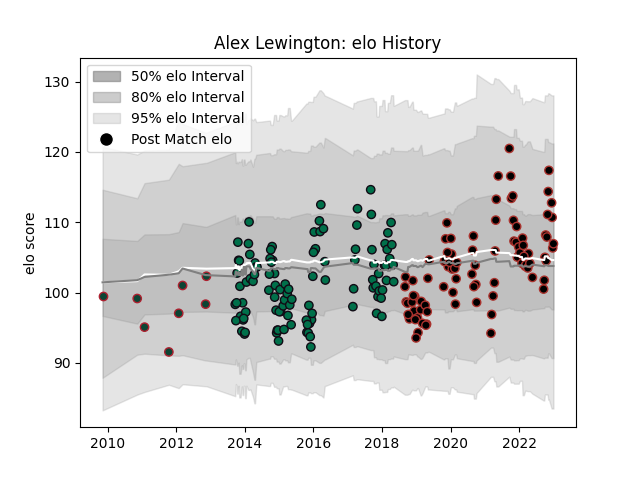 Alex Lewington: elo History
50% elo Interval
80% elo Interval
95% elo Interval
Post Match elo
elo score
130
120
110
100
90
2010 2012 2014 2016 2018 2020 2022